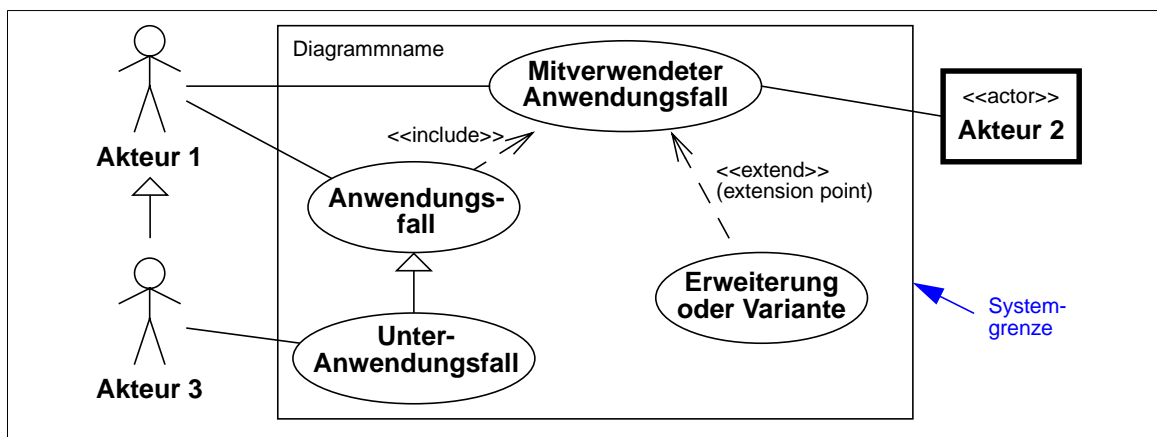 Diagrammname
Mitverwendeter
Anwendungsfall
<<actor>>
Akteur 2
Akteur 1
<<include>>
<<extend>>
(extension point)
Anwendungs-
fall
Erweiterung
oder Variante
System-
grenze
Unter-
Anwendungsfall
Akteur 3